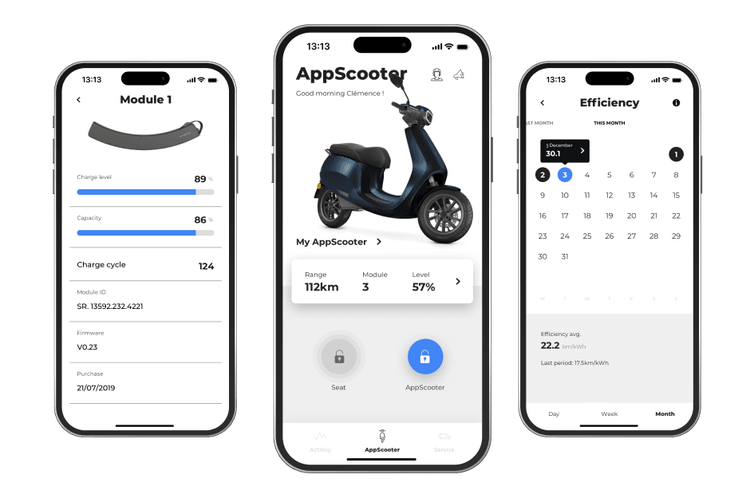 13:13
Module 1
Charge level
89 %
Capacity
86 %
Charge cycle
124
Module ID
SR. 13592.232.4221
Firmware
V0.23
Purchase
21/07/2019
13:13
AppScooter
Good morning Clémence !
My AppScooter
Range Module Level
112km 3 57%
Seat AppScooter
Activity AppScooter Service
13:13
Efficiency
MONTH THIS MONTH
3 December
30.1
1
2 3 4 5 6 7 8
9 10 11 12 13 14 15
16 17 18 19 20 21 22
23 24 25 26 27 28 29
30 31
M T W T F S S
Efficiency avg.
22.2 km/kWh
Last period: 17.5km/kWh
Day Week Month